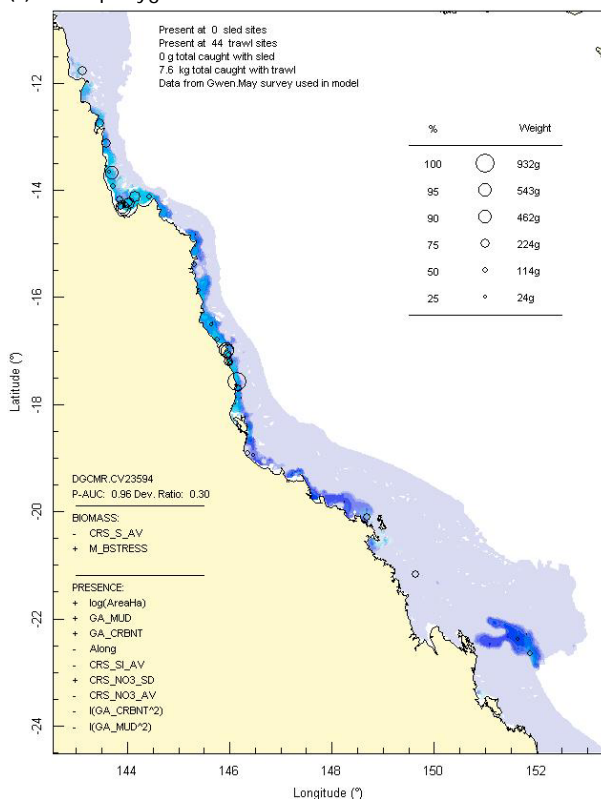 Present at 0 sled sites
Present at 44 trawl sites
0 g total caught with sled
7.6 kg total caught with trawl
Data from Gwen.May survey used in model
% Weight
100 932g
95 543g
90 462g
75 224g
50 114g
25 24g
-12
-14
-16
-18
-20
-22
-24
Latitude (°)
DGCMR.CV23594
P-AUC: 0.96 Dev. Ratio: 0.30
BIOMASS:
- CRS_S_AV
+ M_BSTRESS
PRESENCE:
+ log(AreaHa)
+ GA_MUD
+ GA_CRBNT
- Along
- CRS_SI_AV
+ CRS_NO3_SD
- CRS_NO3_AV
- I(GA_CRBNT^2)
- I(GA_MUD^2)
144 146 148 150 152
Longitude (°)